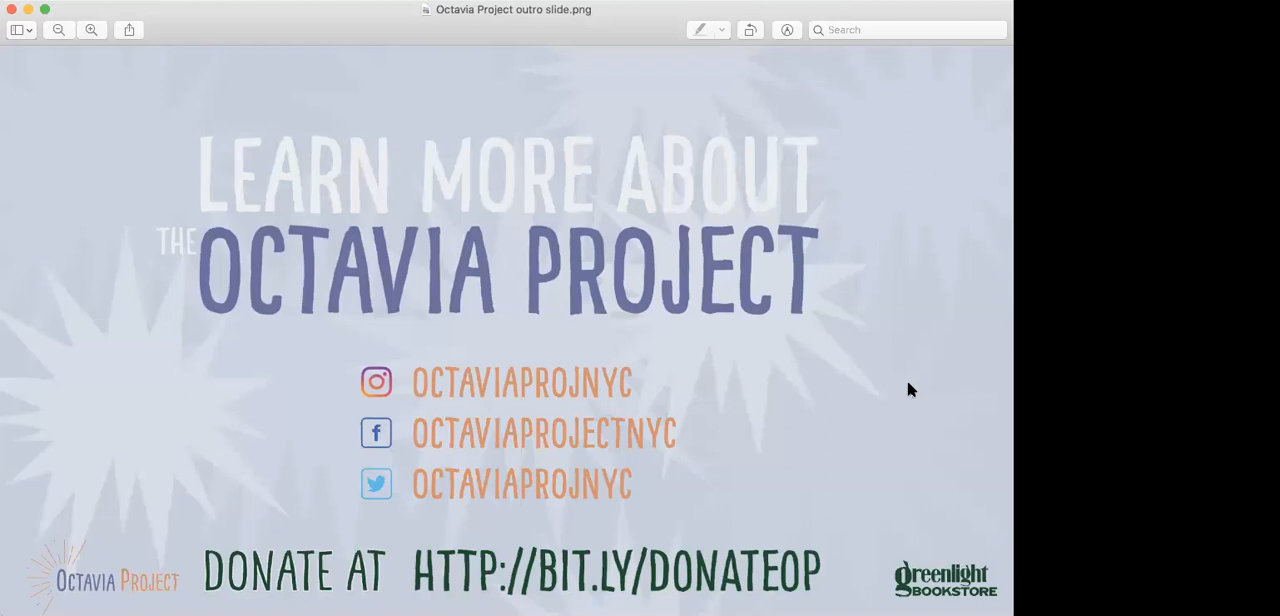 Octavia Project outro slide.png
Search
LEARN MORE ABOUT
THE OCTAVIA PROJECT
OCTAVIAPROJNYC
OCTAVIAPROJECTNYC
OCTAVIAPROJNYC
OCTAVIA PROJECT
DONATE AT HTTP://BIT.LY/DONATEOP
greenlight
BOOKSTORE